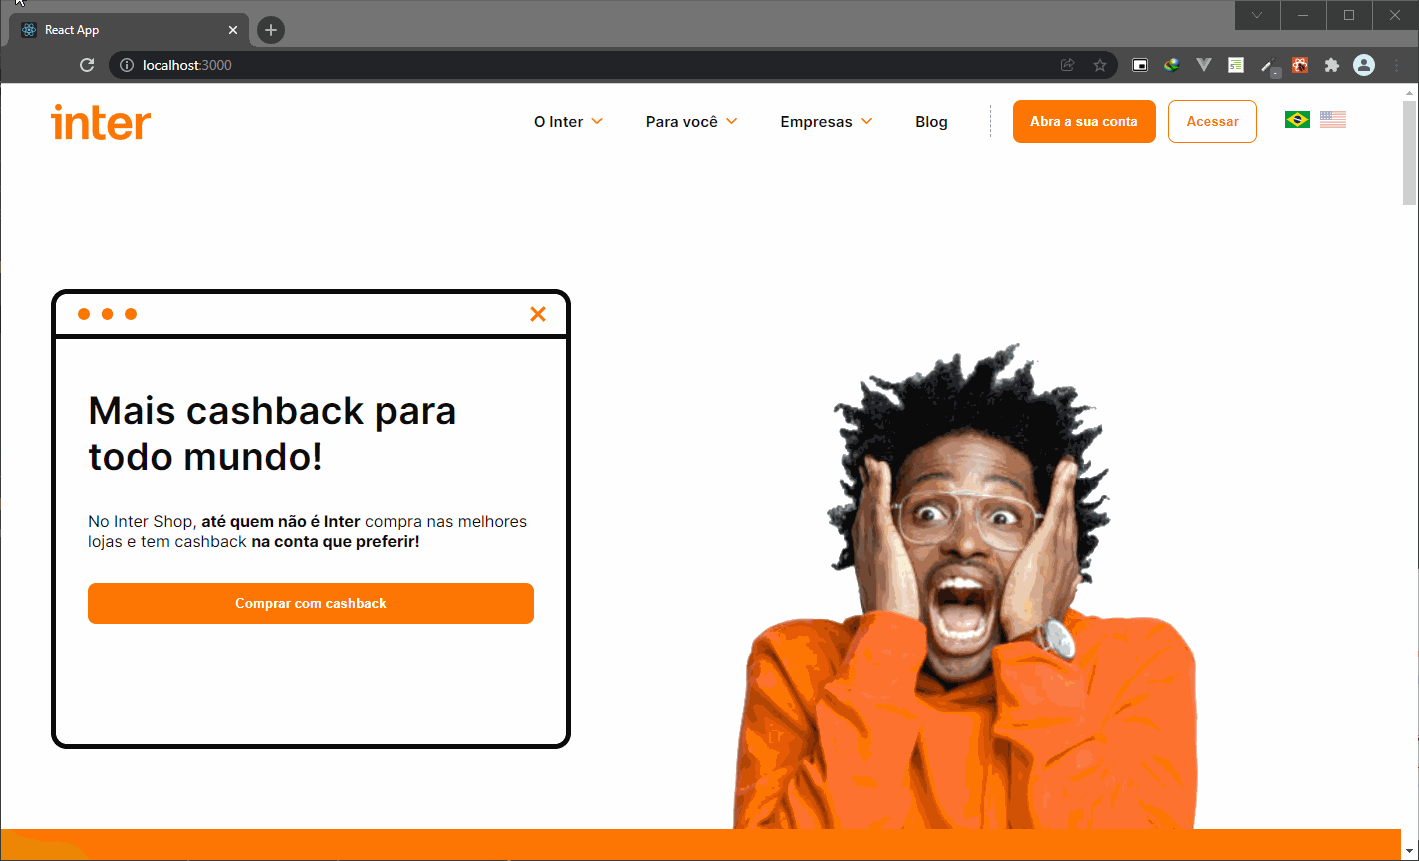 React App
localhost:3000
inter
O Inter
Para você
Empresas
Blog
Abra a sua conta
Acessar
Mais cashback para
todo mundo!
No Inter Shop, até quem não é Inter compra nas melhores
lojas e tem cashback na conta que preferir!
Comprar com cashback